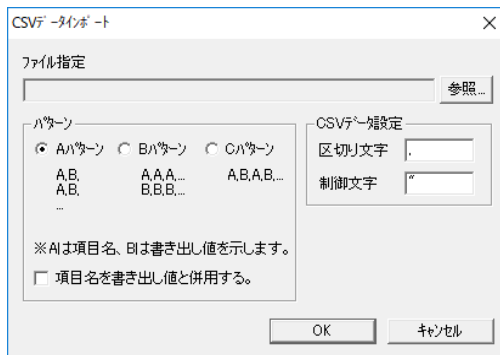 CSVデータインポート
ファイル指定
参照...
パターン
Aパターン Bパターン Cパターン
A,B, A,A,A,... A,B,A,B,...
A,B, B,B,B,...
...
※Aは項目名、Bは書き出し値を示します。
項目名を書き出し値と併用する。
CSVデータ設定
区切り文字 ,
制御文字 "
OK キャンセル